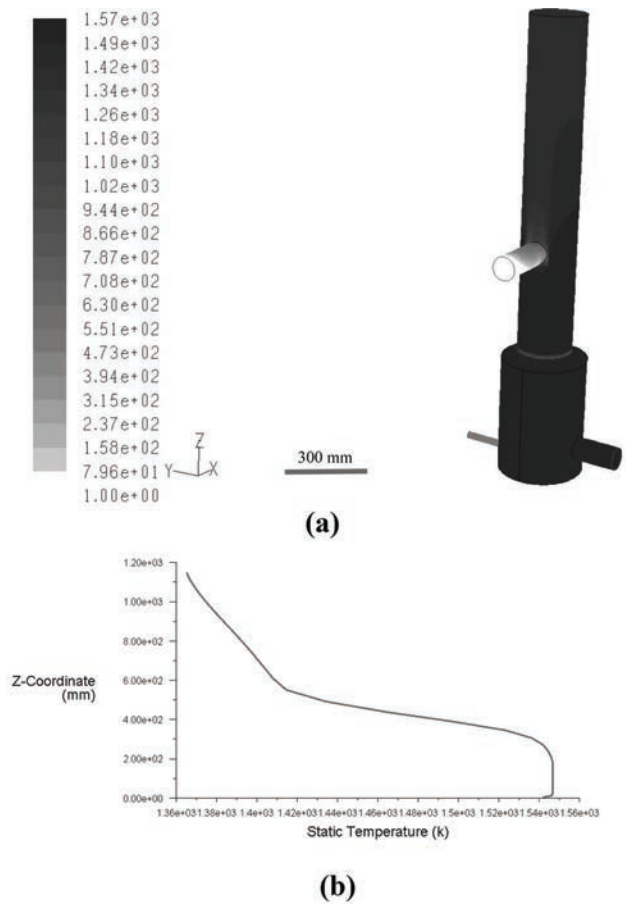 1.57e+03
1.49e+03
1.42e+03
1.34e+03
1.26e+03
1.18e+03
1.10e+03
1.02e+03
9.44e+02
8.66e+02
7.87e+02
7.08e+02
6.30e+02
5.51e+02
4.73e+02
3.94e+02
3.15e+02
2.37e+02
1.58e+02
7.96e+01
1.00e+00
Z
Y X
300 mm
(a)
1.20e+03
1.00e+03
8.00e+02
6.00e+02
4.00e+02
2.00e+02
0.00e+00
Z-Coordinate
(mm)
1.36e+03 1.38e+03 1.4e+03 1.42e+03 1.44e+03 1.46e+03 1.48e+03 1.5e+03 1.52e+03 1.54e+03 1.56e+03
Static Temperature (k)
(b)